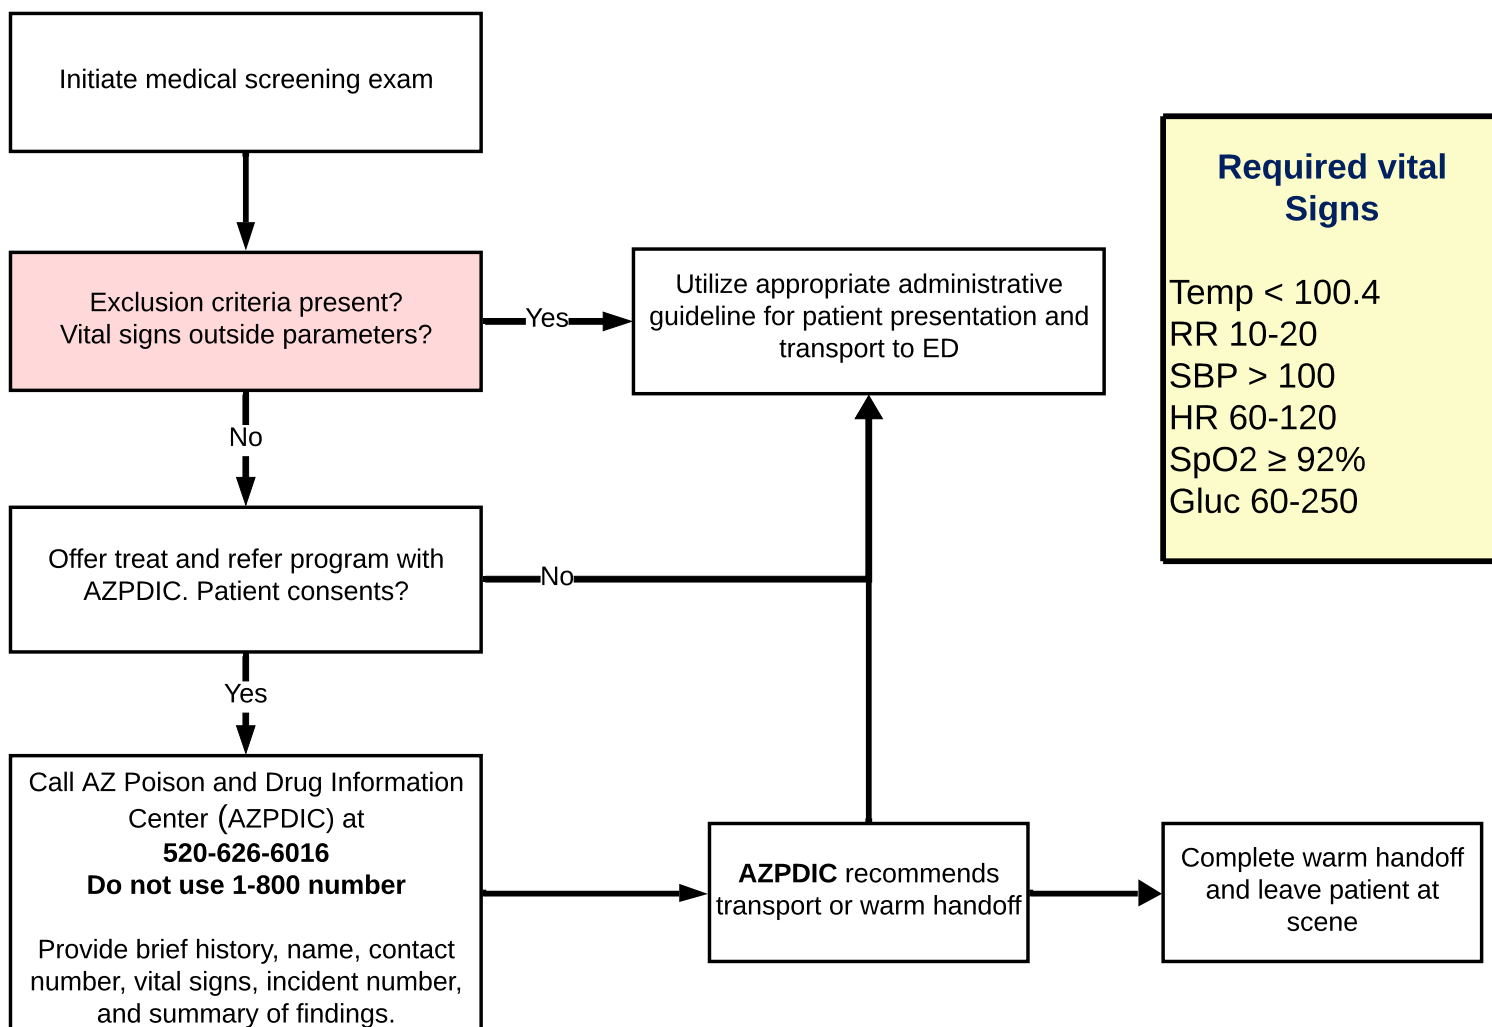 Initiate medical screening exam
Exclusion criteria present?
Vital signs outside parameters?
Yes
Utilize appropriate administrative
guideline for patient presentation and
transport to ED
Required vital
Signs
Temp < 100.4
RR 10-20
SBP > 100
HR 60-120
SpO2 ≥ 92%
Gluc 60-250
No
Offer treat and refer program with
AZPDIC. Patient consents?
No
Yes
Call AZ Poison and Drug Information
Center (AZPDIC) at
520-626-6016
Do not use 1-800 number
Provide brief history, name, contact
number, vital signs, incident number,
and summary of findings.
AZPDIC recommends
transport or warm handoff
Complete warm handoff
and leave patient at
scene